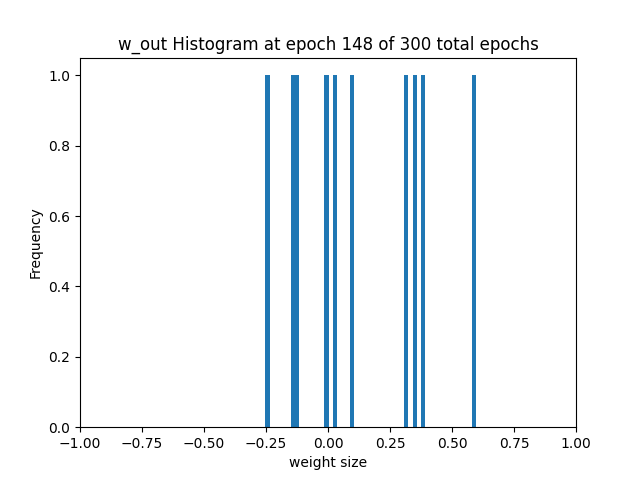 w_out Histogram at epoch 148 of 300 total epochs
1.0
0.8
0.6
0.4
0.2
0.0
Frequency
−1.00 −0.75 −0.50 −0.25 0.00 0.25 0.50 0.75 1.00
weight size